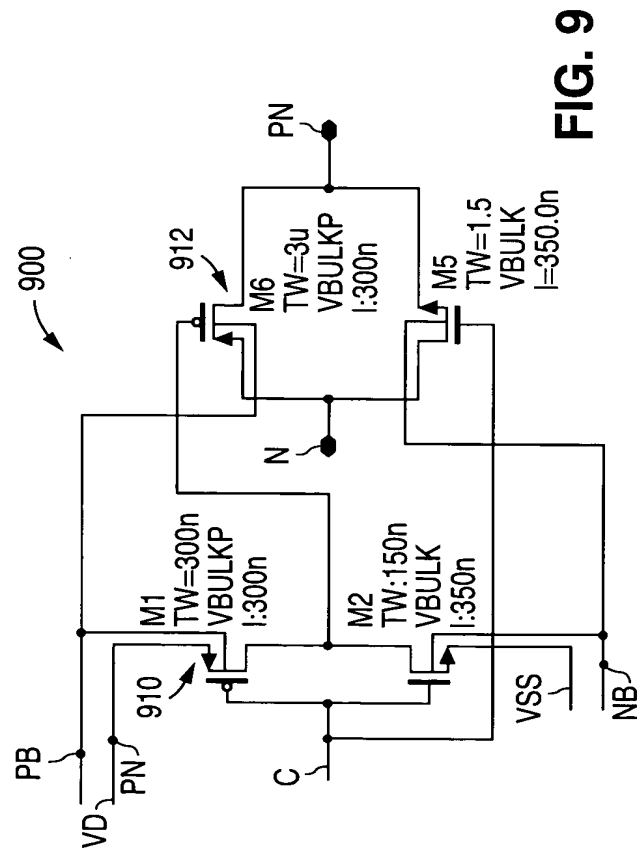 900
PB
VD
PN
910
M1
TW=300n
VBULKP
I:300n
C
M2
TW:150n
VBULK
I:350n
VSS
NB
912
M6
TW=3u
VBULKP
I:300n
N
PN
M5
TW=1.5
VBULK
I=350.0n
FIG. 9